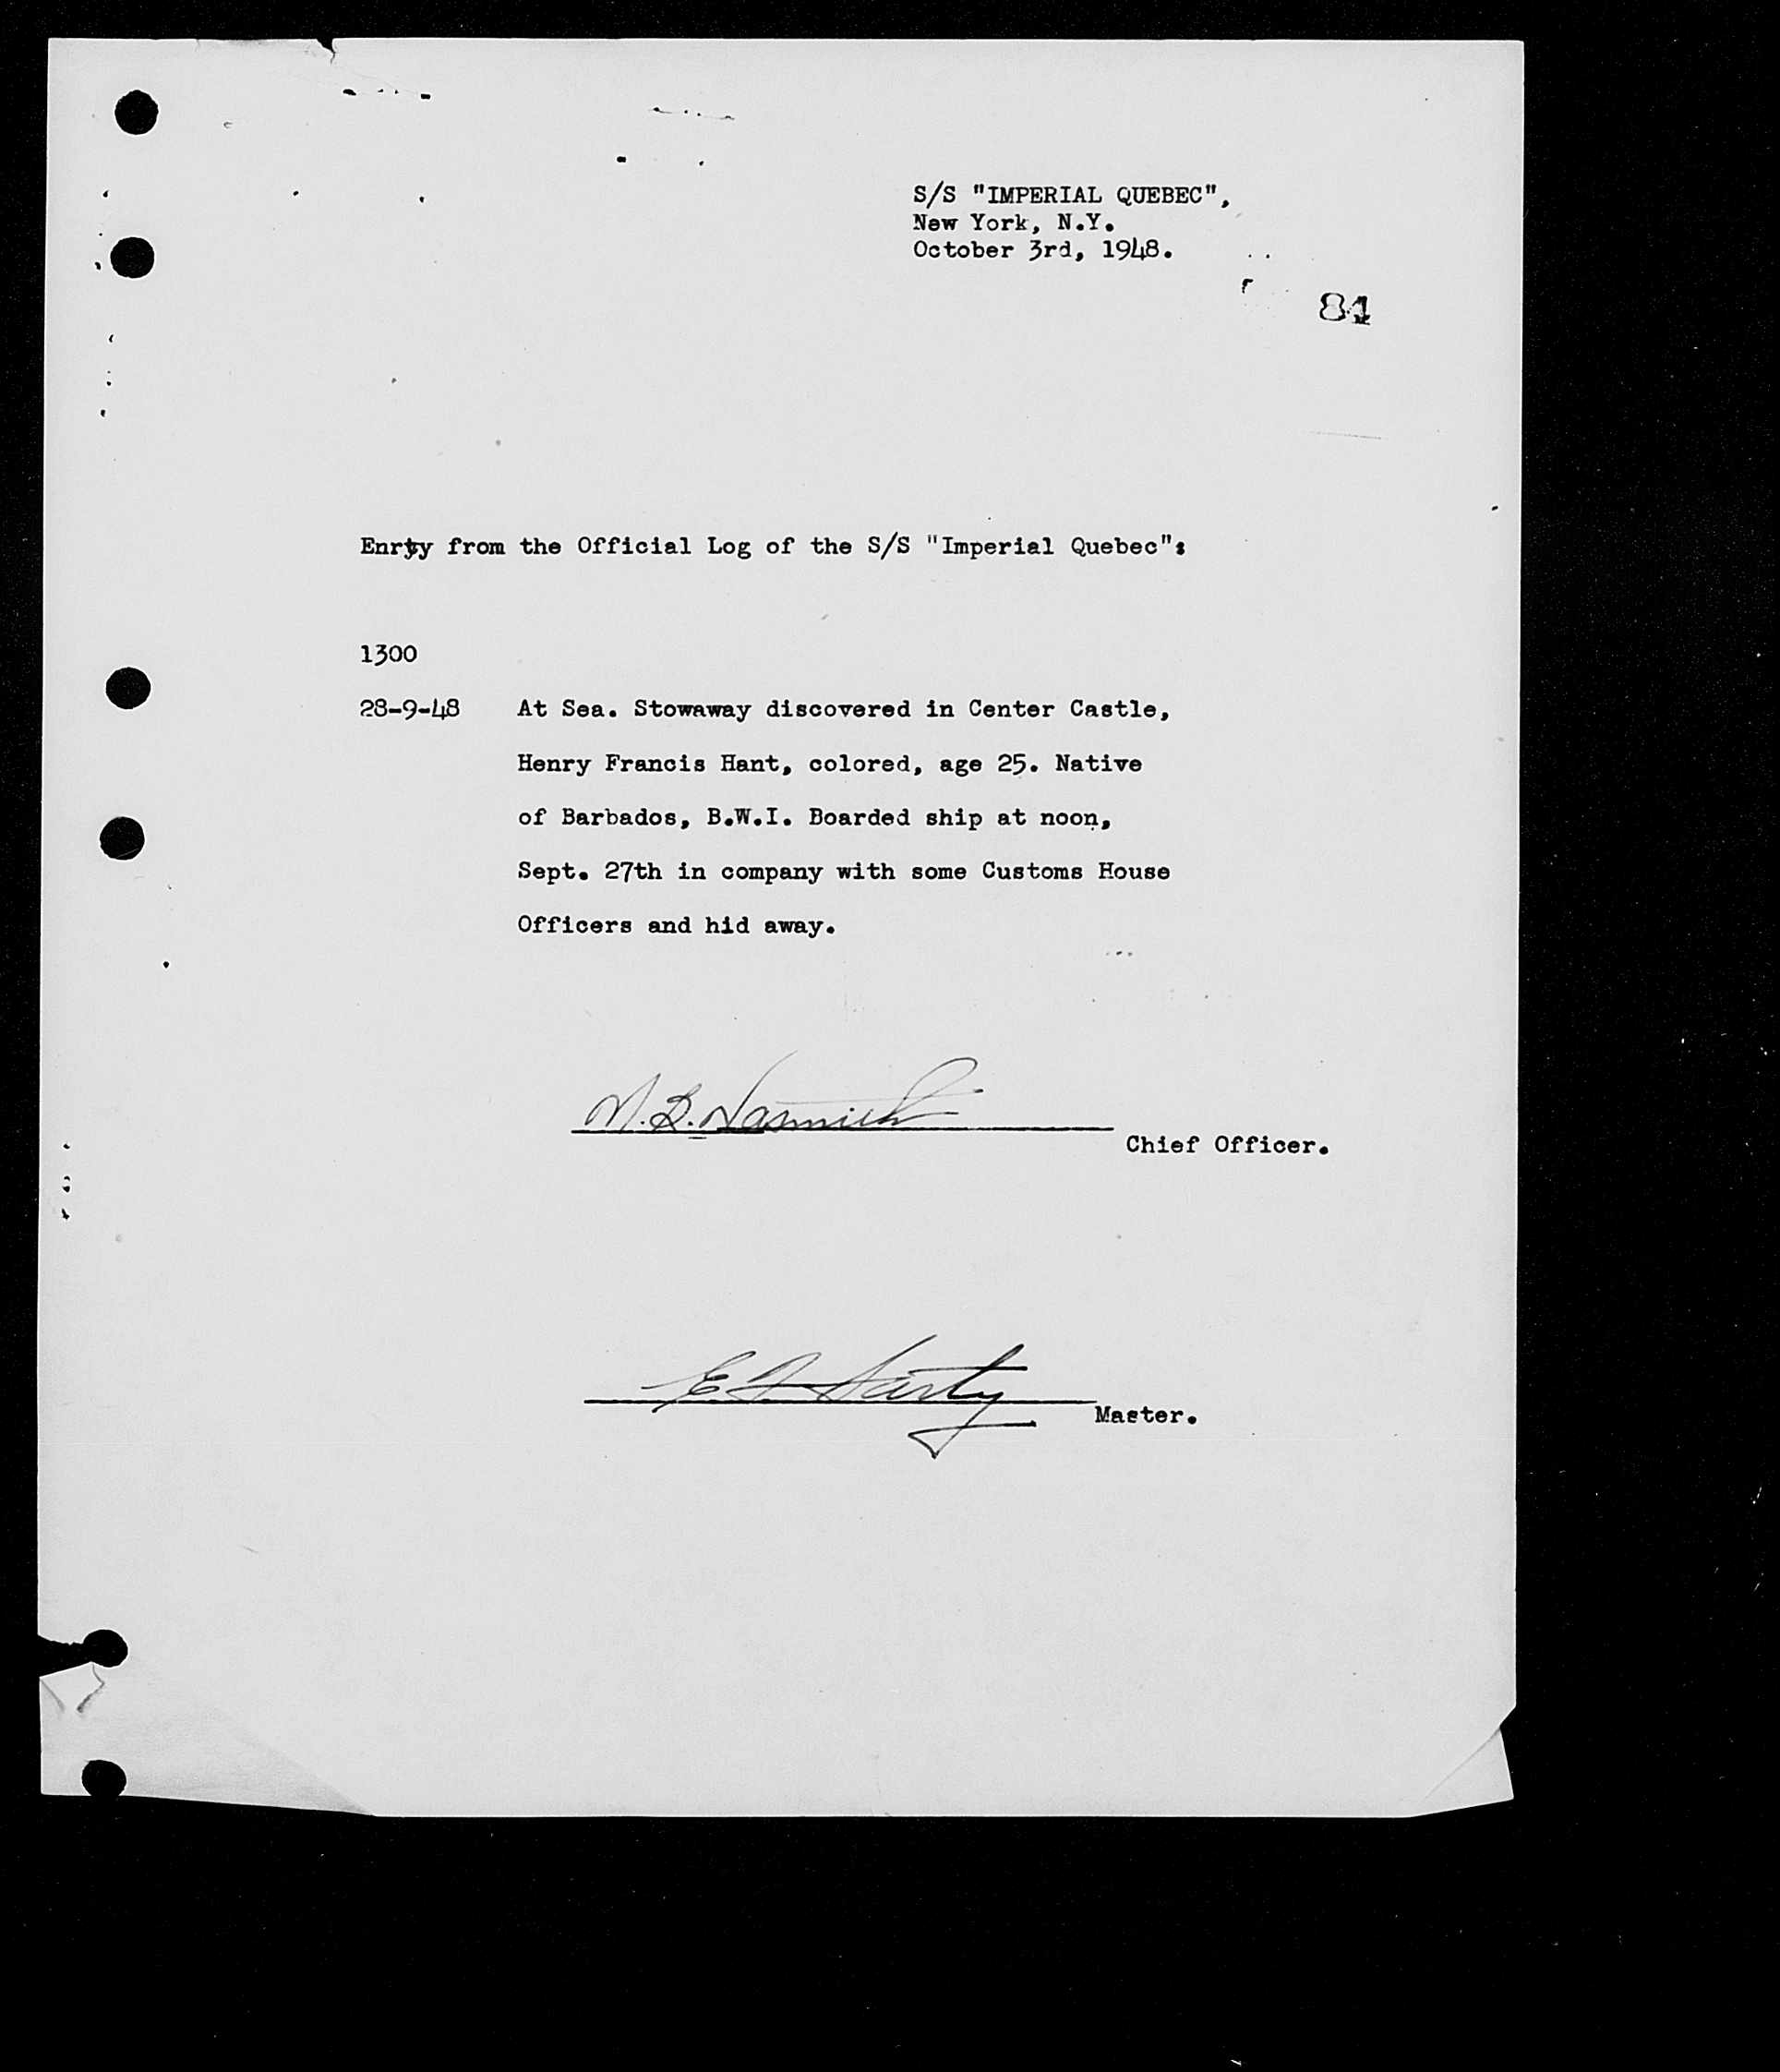 S/S "IMPERIAL QUEBEC",
New York, N.Y.
October 3rd, 1948.
84
Enrty from the Official Log of the S/S "Imperial Quebec":
1300
28-9-48 At Sea. Stowaway discovered in Center Castle,
Henry Francis Hant, colored, age 25. Native
of Barbados, B.W.I. Boarded ship at noon,
Sept. 27th in company with some Customs House
Officers and hid away.
Chief Officer.
Master.